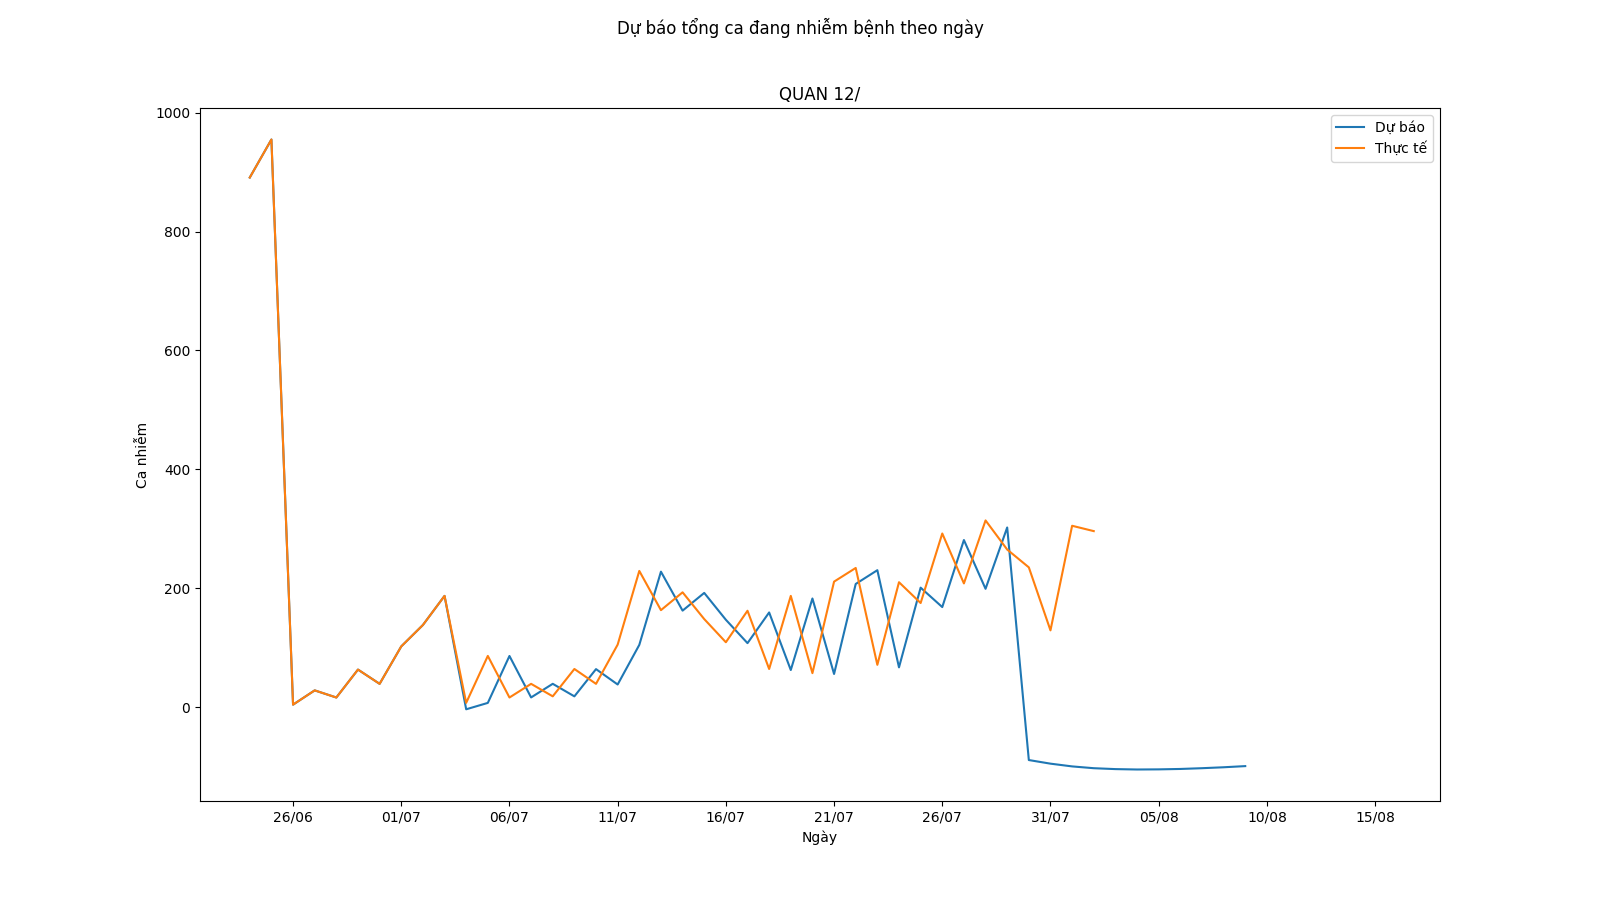 Dự báo tổng ca đang nhiễm bệnh theo ngày
QUAN 12/
1000
800
600
400
200
0
Ca nhiễm
Dự báo
Thực tế
26/06 01/07 06/07 11/07 16/07 21/07 26/07 31/07 05/08 10/08 15/08
Ngày